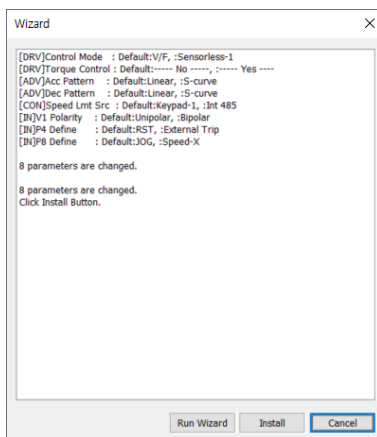 Wizard
[DRV]Control Mode : Default:V/F, :Sensorless-1
[DRV]Torque Control : Default:----- No -----, :----- Yes ----
[ADV]Acc Pattern : Default:Linear, :S-curve
[ADV]Dec Pattern : Default:Linear, :S-curve
[CON]Speed Lmt Src : Default:Keypad-1, :Int 485
[IN]V1 Polarity : Default:Unipolar, :Bipolar
[IN]P4 Define : Default:RST, :External Trip
[IN]P8 Define : Default:JOG, :Speed-X
8 parameters are changed.
8 parameters are changed.
Click Install Button.
Run Wizard Install Cancel